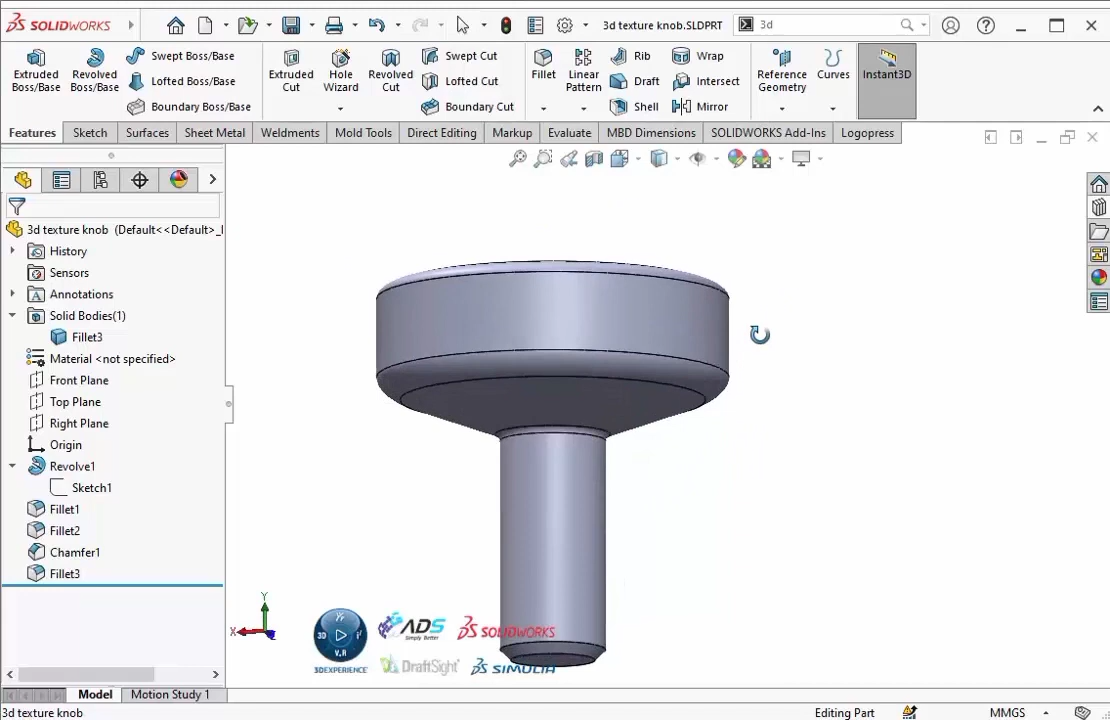 SOLIDWORKS
3d texture knob.SLDPRT
3d
Extruded Boss/Base
Revolved Boss/Base
Swept Boss/Base
Lofted Boss/Base
Boundary Boss/Base
Extruded Cut
Hole Wizard
Revolved Cut
Swept Cut
Lofted Cut
Boundary Cut
Fillet
Linear Pattern
Rib
Draft
Shell
Wrap
Intersect
Mirror
Reference Geometry
Curves
Instant3D
Features
Sketch
Surfaces
Sheet Metal
Weldments
Mold Tools
Direct Editing
Markup
Evaluate
MBD Dimensions
SOLIDWORKS Add-Ins
Logopress
3d texture knob (Default<<Default>_
History
Sensors
Annotations
Solid Bodies(1)
Fillet3
Material <not specified>
Front Plane
Top Plane
Right Plane
Origin
Revolve1
Sketch1
Fillet1
Fillet2
Chamfer1
Fillet3
Y
X
3D
V.R
3DEXPERIENCE
ADS
Simply Better
SOLIDWORKS
DraftSight
SIMULIA
Model
Motion Study 1
3d texture knob
Editing Part
MMGS